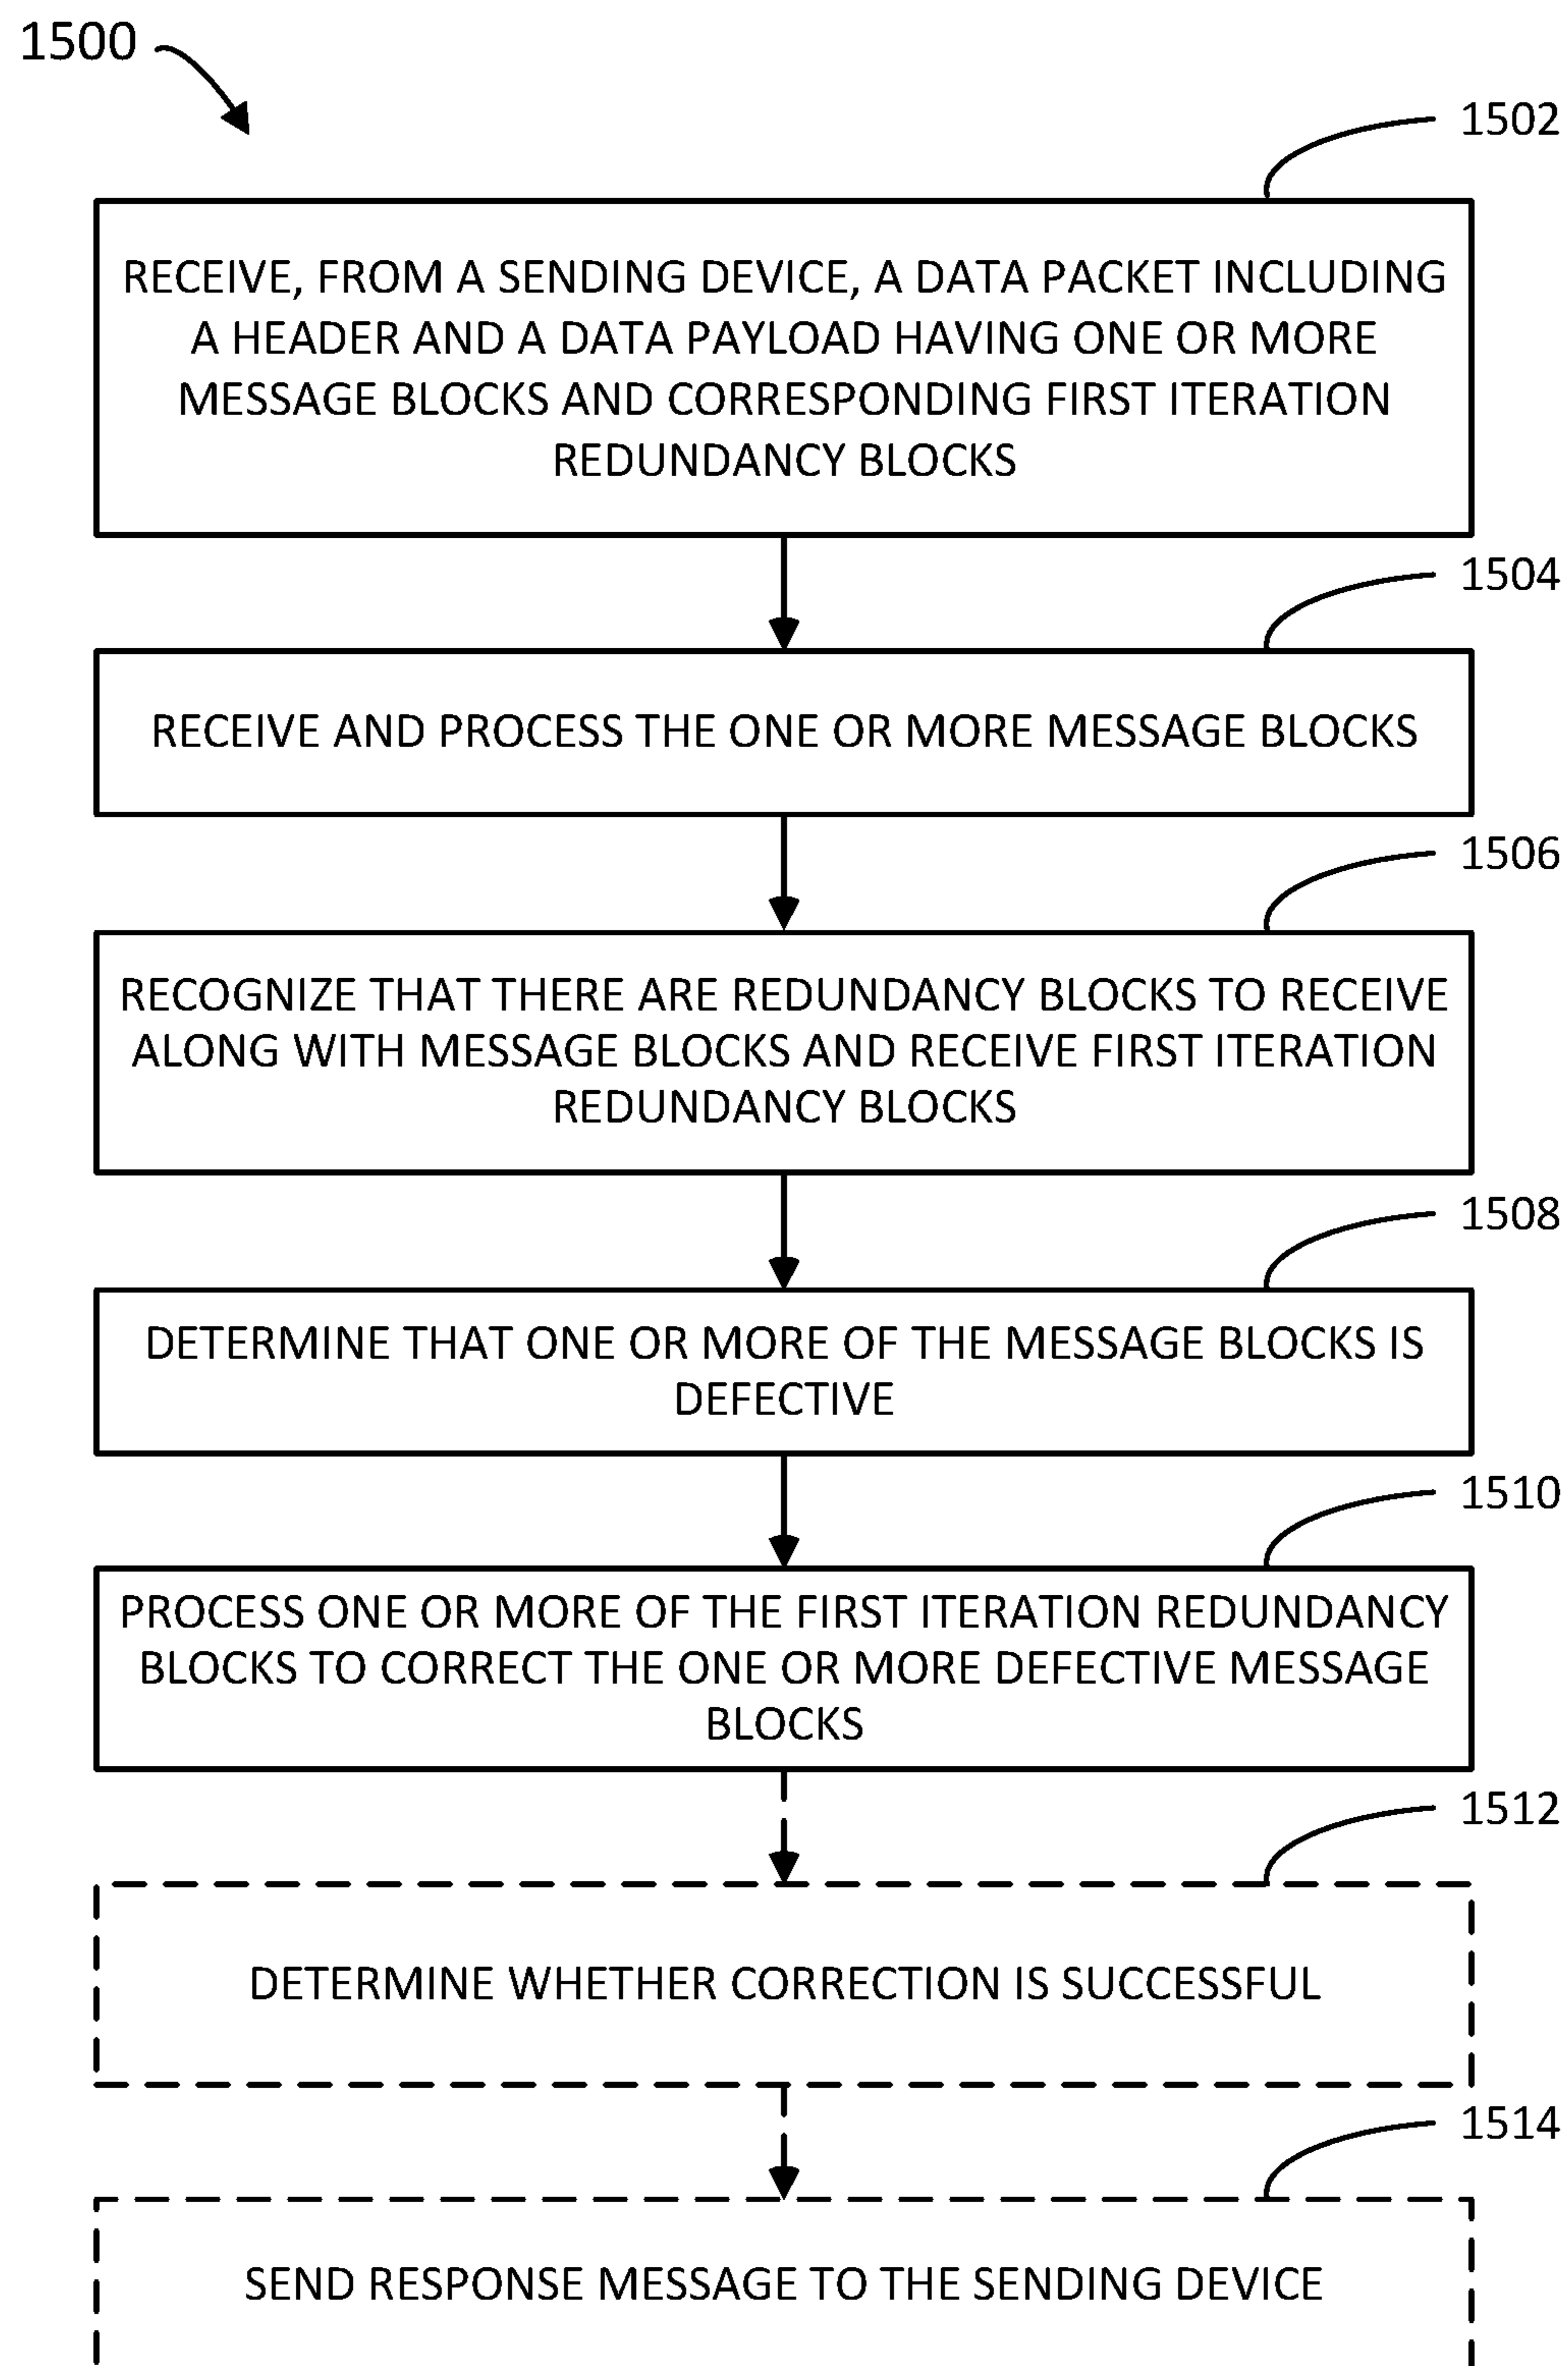 1500
1502
RECEIVE, FROM A SENDING DEVICE, A DATA PACKET INCLUDING
A HEADER AND A DATA PAYLOAD HAVING ONE OR MORE
MESSAGE BLOCKS AND CORRESPONDING FIRST ITERATION
REDUNDANCY BLOCKS
1504
RECEIVE AND PROCESS THE ONE OR MORE MESSAGE BLOCKS
1506
RECOGNIZE THAT THERE ARE REDUNDANCY BLOCKS TO RECEIVE
ALONG WITH MESSAGE BLOCKS AND RECEIVE FIRST ITERATION
REDUNDANCY BLOCKS
1508
DETERMINE THAT ONE OR MORE OF THE MESSAGE BLOCKS IS
DEFECTIVE
1510
PROCESS ONE OR MORE OF THE FIRST ITERATION REDUNDANCY
BLOCKS TO CORRECT THE ONE OR MORE DEFECTIVE MESSAGE
BLOCKS
1512
DETERMINE WHETHER CORRECTION IS SUCCESSFUL
1514
SEND RESPONSE MESSAGE TO THE SENDING DEVICE